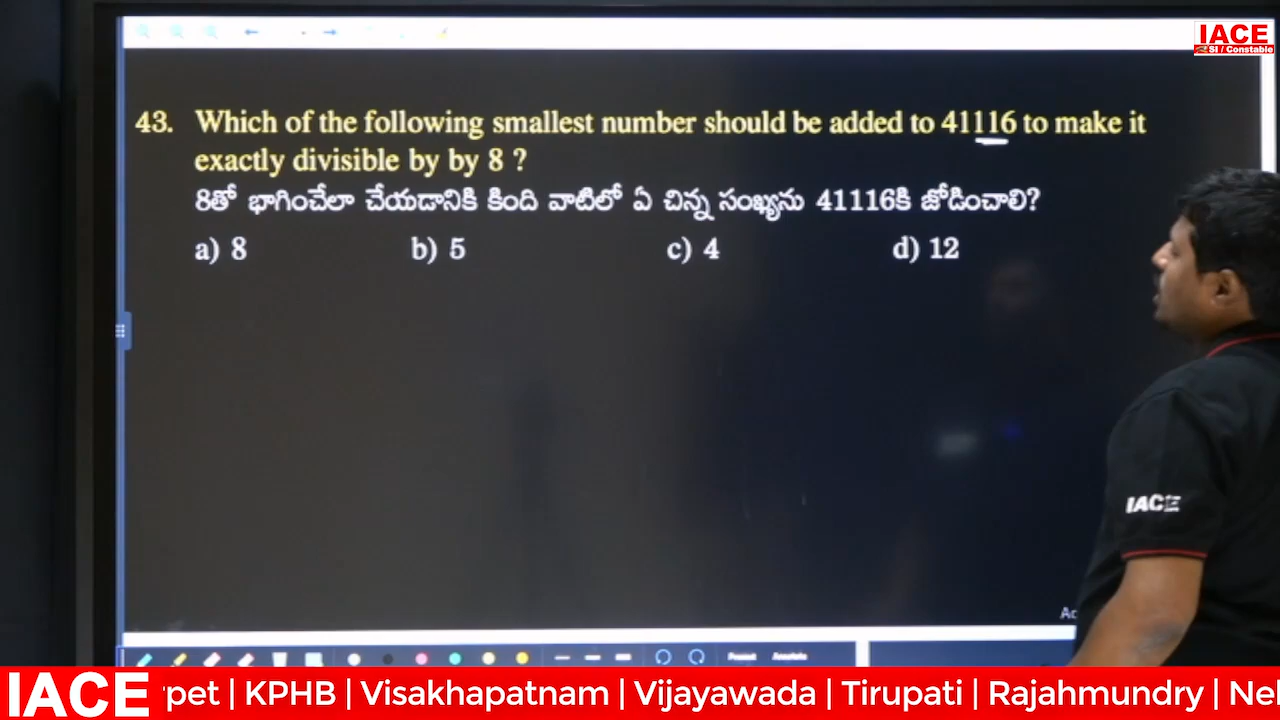 IACE
SI / Constable
43. Which of the following smallest number should be added to 41116 to make it
exactly divisible by by 8 ?
8తో భాగించేలా చేయడానికి కింది వాటిలో ఏ చిన్న సంఖ్యను 41116కి జోడించాలి?
a) 8 b) 5 c) 4 d) 12
IACE
IACE rpet | KPHB | Visakhapatnam | Vijayawada | Tirupati | Rajahmundry | Nel